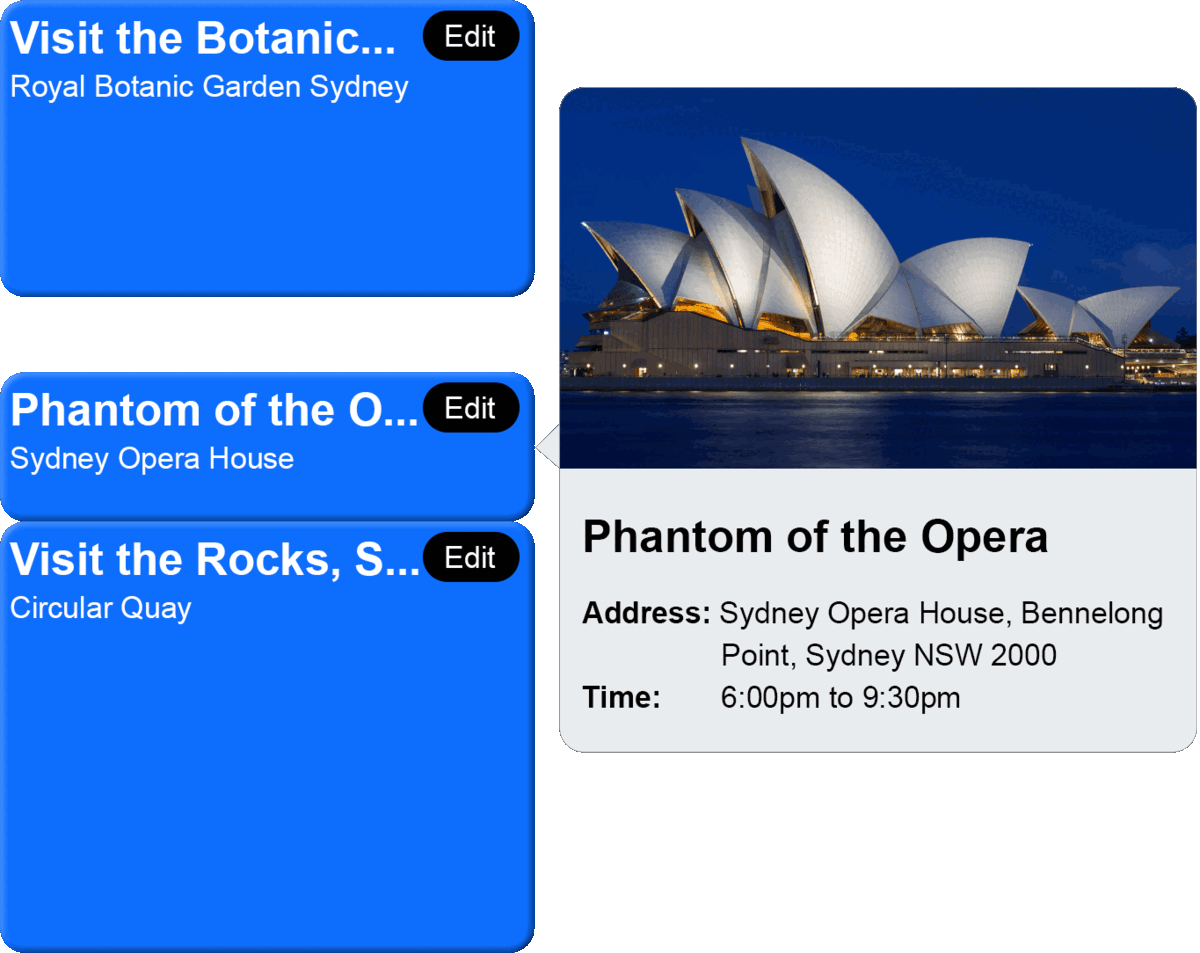 Visit the Botanic...
Edit
Royal Botanic Garden Sydney
Phantom of the O...
Edit
Sydney Opera House
Visit the Rocks, S...
Edit
Circular Quay
Phantom of the Opera
Address: Sydney Opera House, Bennelong
Point, Sydney NSW 2000
Time: 6:00pm to 9:30pm